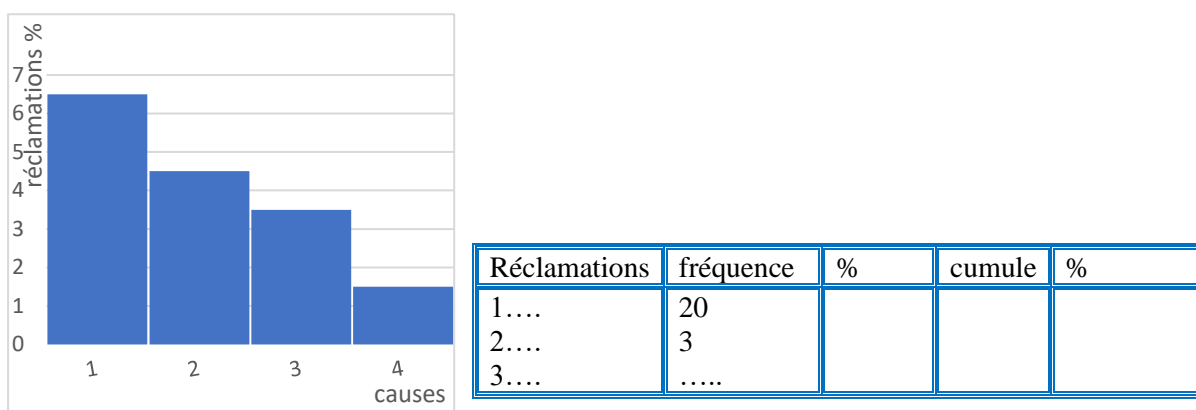 réclamations %
7
6
5
4
3
2
1
0
1 2 3 4
causes
Réclamations fréquence % cumule %
1…. 20
2…. 3
3…. …..